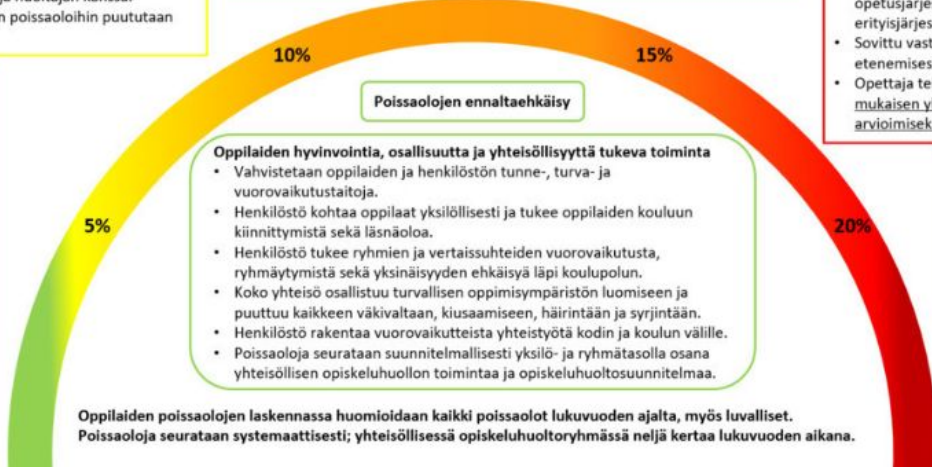 n poissaoloihin puututaan
opetusjärje
erityisjärjes
• Sovittu vast
etenemises
• Opettaja te
mukaisen y
arvioimisek
10%
15%
Poissaolojen ennaltaehkäisy
Oppilaiden hyvinvointia, osallisuutta ja yhteisöllisyyttä tukeva toiminta
• Vahvistetaan oppilaiden ja henkilöstön tunne-, turva- ja
vuorovaikutustaitoja.
5%
• Henkilöstö kohtaa oppilaat yksilöllisesti ja tukee oppilaiden kouluun
kiinnittymistä sekä läsnäoloa.
20%
• Henkilöstö tukee ryhmien ja vertaissuhteiden vuorovaikutusta,
ryhmäytymistä sekä yksinäisyyden ehkäisyä läpi koulupolun.
• Koko yhteisö osallistuu turvallisen oppimisympäristön luomiseen ja
puuttuu kaikkeen väkivaltaan, kiusaamiseen, häirintään ja syrjintään.
• Henkilöstö rakentaa vuorovaikutteista yhteistyötä kodin ja koulun välille.
• Poissaoloja seurataan suunnitelmallisesti yksilö- ja ryhmätasolla osana
yhteisöllisen opiskeluhuollon toimintaa ja opiskeluhuoltosuunnitelmaa.
Oppilaiden poissaolojen laskennassa huomioidaan kaikki poissaolot lukuvuoden ajalta, myös luvalliset.
Poissaoloja seurataan systemaattisesti; yhteisöllisessä opiskeluhuoltoryhmässä neljä kertaa lukuvuoden aikana.